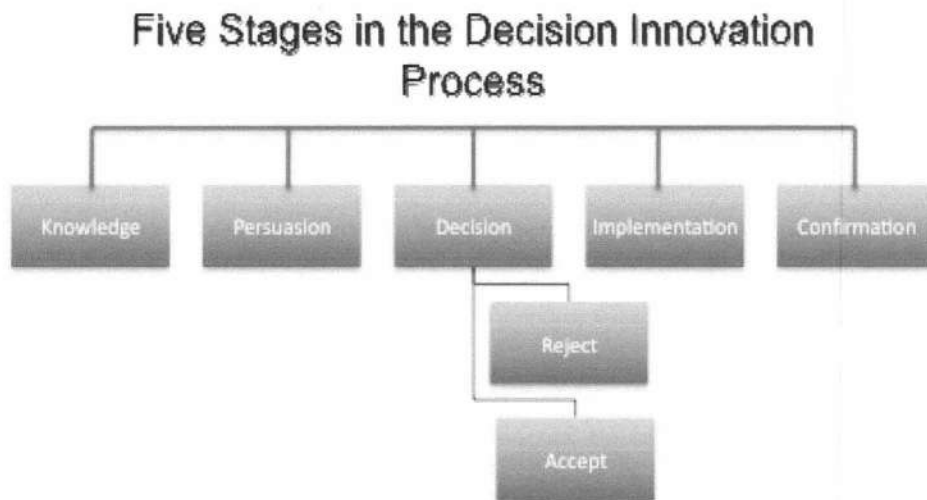 Five Stages in the Decision Innovation
Process
Knowledge
Persuasion
Decision
Implementation
Confirmation
Reject
Accept